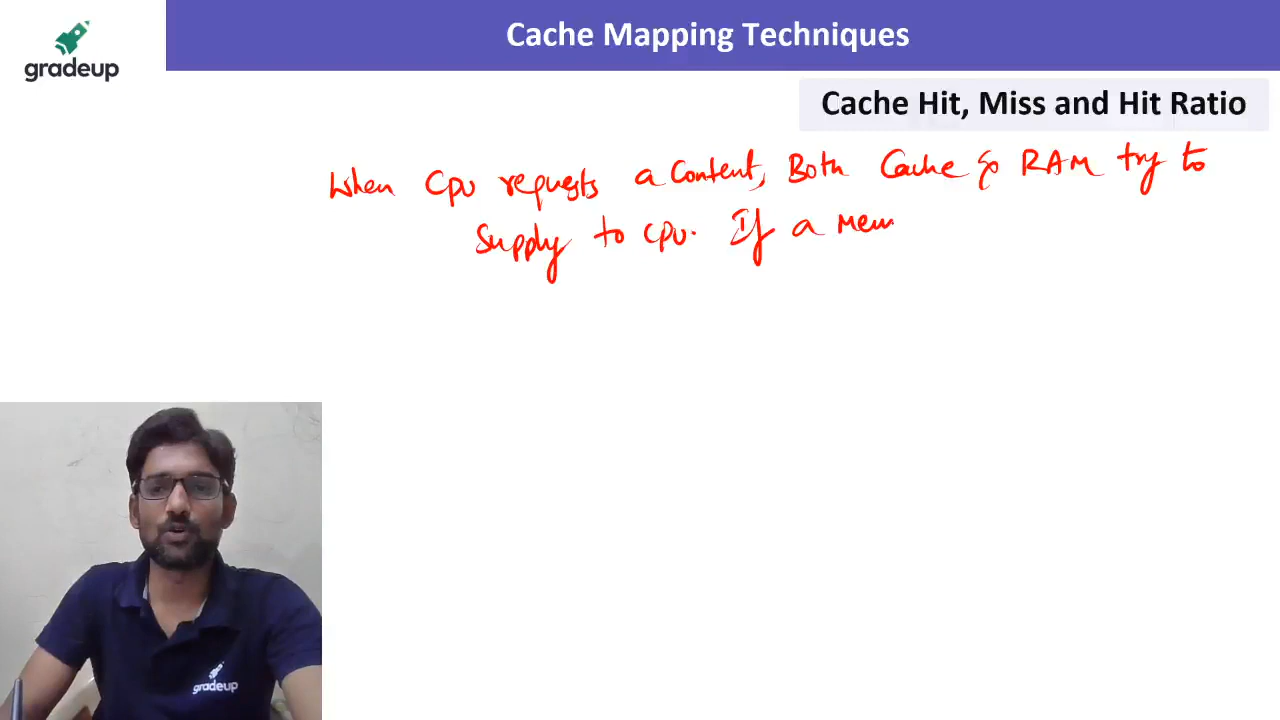 gradeup
Cache Mapping Techniques
Cache Hit, Miss and Hit Ratio
When Cpu requests a Content, Both Cache & RAM try to
Supply to cpu. If a mem
gradeup